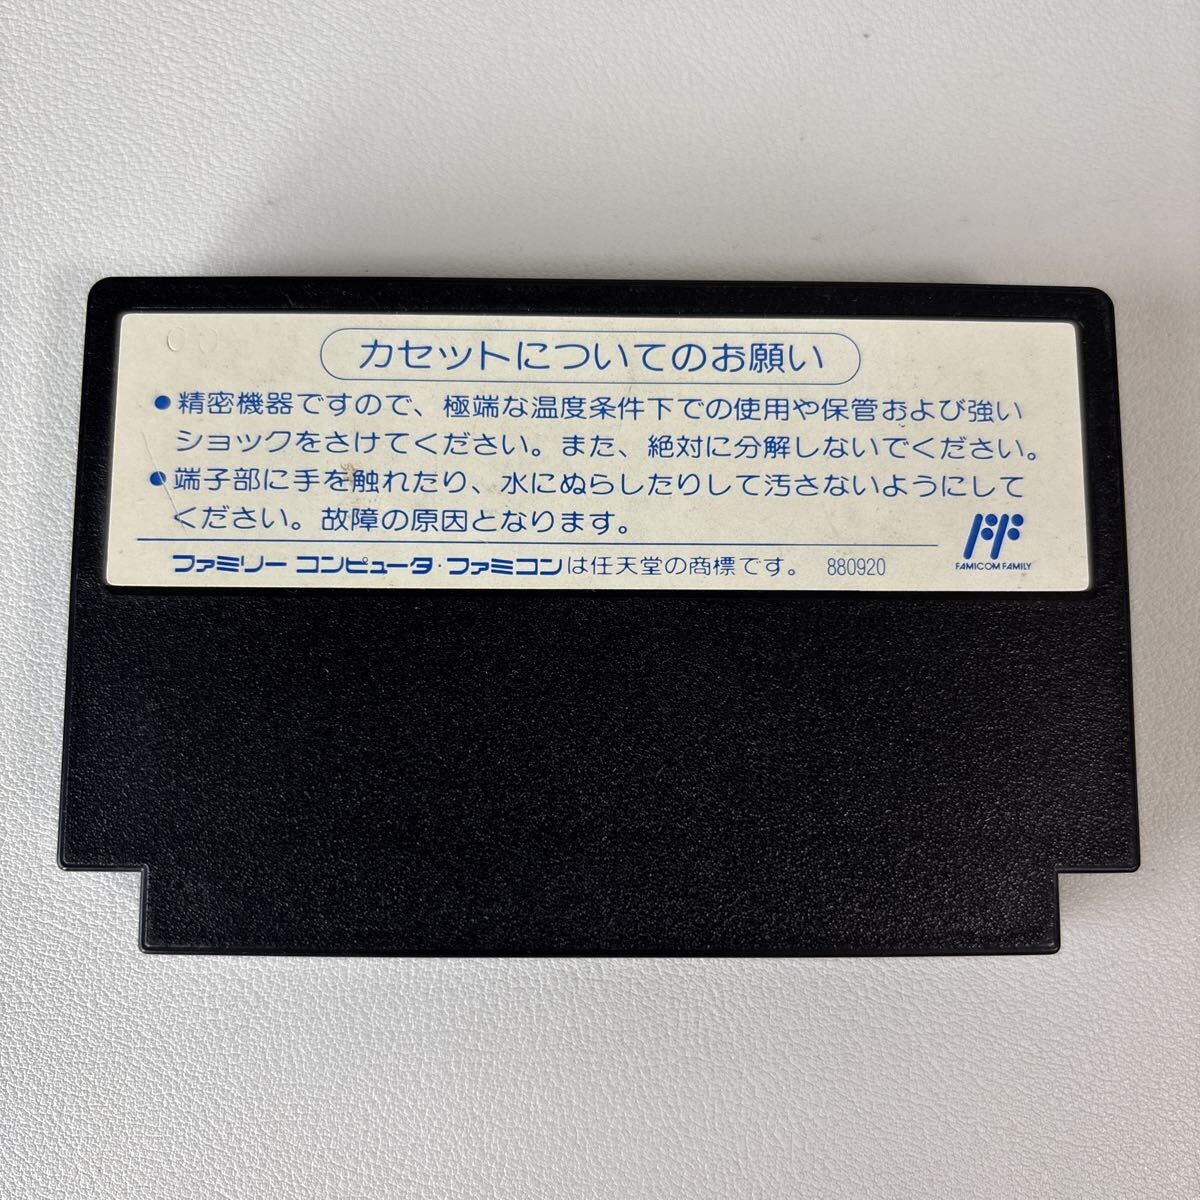 00
カセットについてのお願い
●精密機器ですので、極端な温度条件下での使用や保管および強い
ショックをさけてください。また、絶対に分解しないでください。
●端子部に手を触れたり、水にぬらしたりして汚さないようにして
ください。故障の原因となります。
ファミリー コンピュータ・ファミコンは任天堂の商標です。 880920
FF
FAMICOM FAMILY